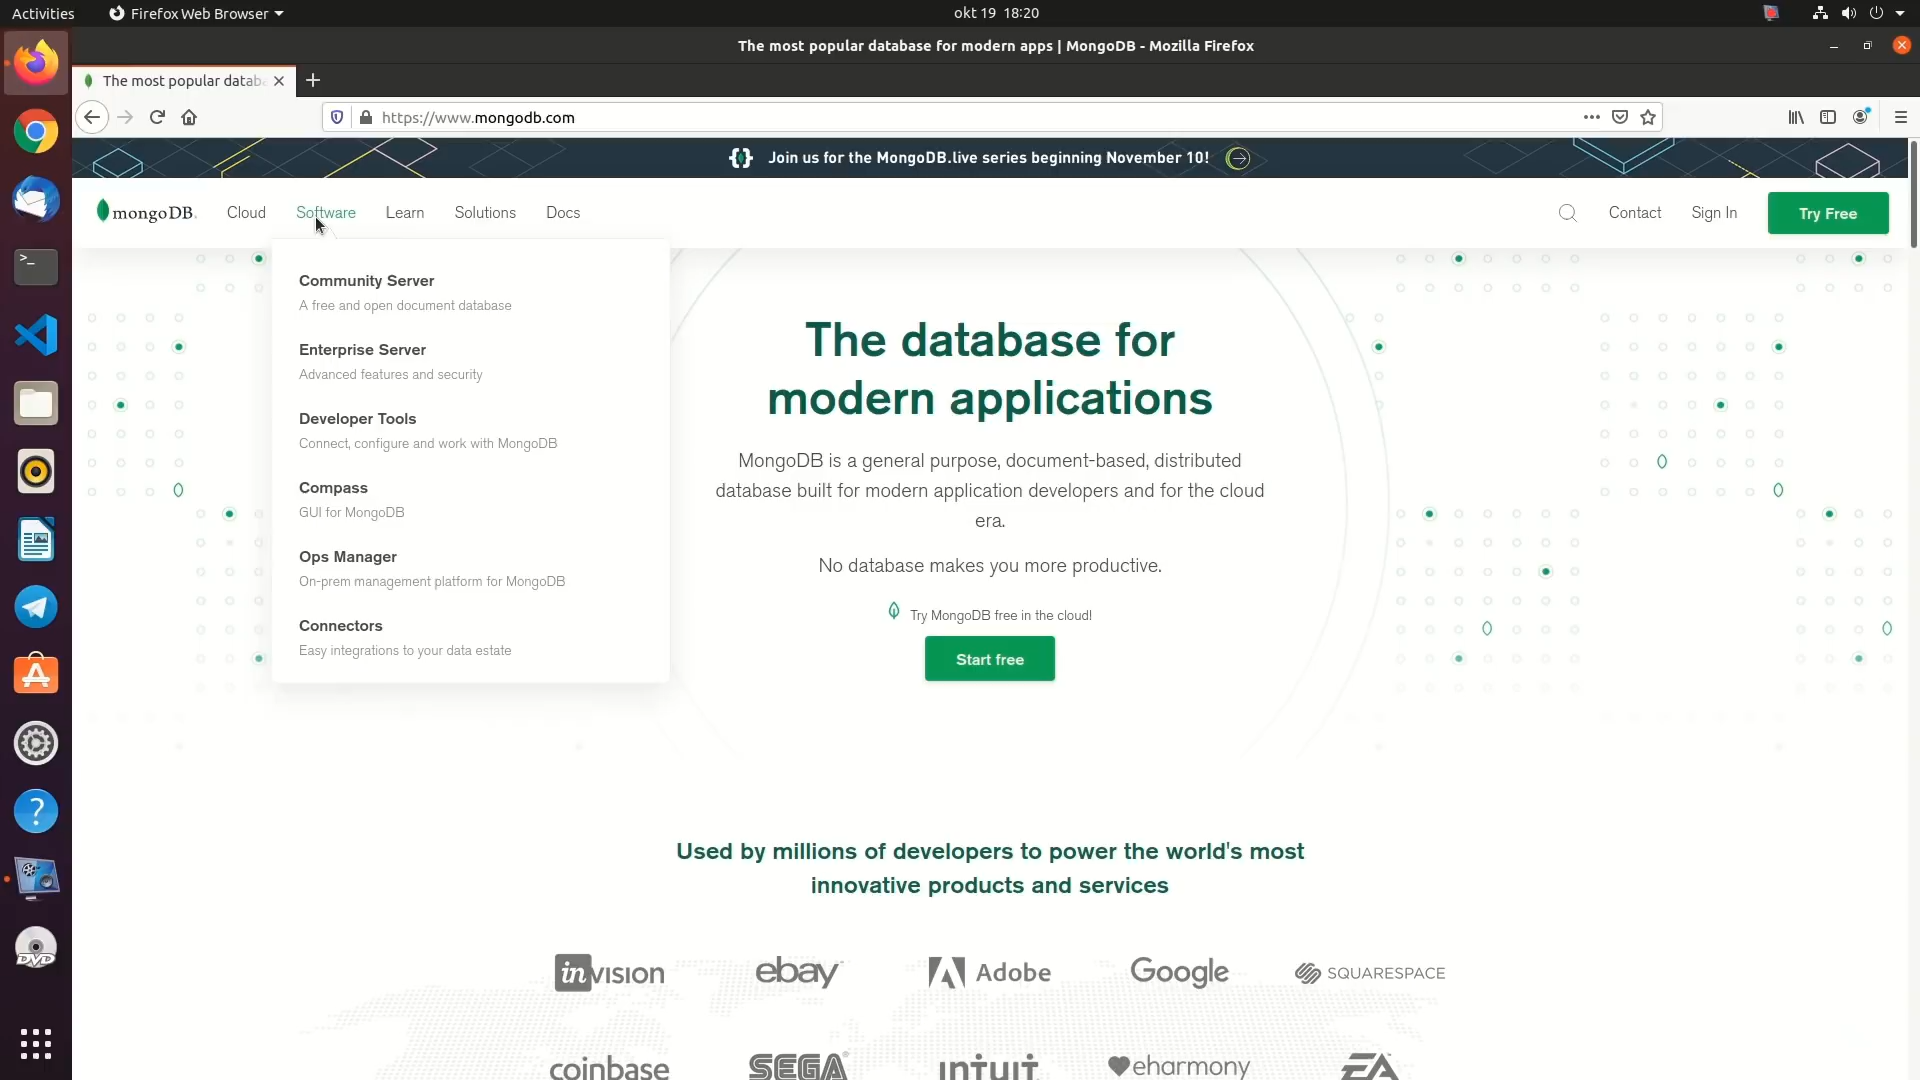 Activities
Firefox Web Browser
okt 19 18:20
The most popular database for modern apps | MongoDB - Mozilla Firefox
The most popular databa
https://www.mongodb.com
Join us for the MongoDB.live series beginning November 10!
mongoDB.
Cloud
Software
Learn
Solutions
Docs
Contact
Sign In
Try Free
Community Server
A free and open document database
Enterprise Server
Advanced features and security
Developer Tools
Connect, configure and work with MongoDB
Compass
GUI for MongoDB
Ops Manager
On-prem management platform for MongoDB
Connectors
Easy integrations to your data estate
The database for
modern applications
MongoDB is a general purpose, document-based, distributed
database built for modern application developers and for the cloud
era.
No database makes you more productive.
Try MongoDB free in the cloud!
Start free
Used by millions of developers to power the world's most
innovative products and services
invision
ebay
Adobe
Google
SQUARESPACE
coinbase
SEGA
intuit
eharmony
EA
DVD